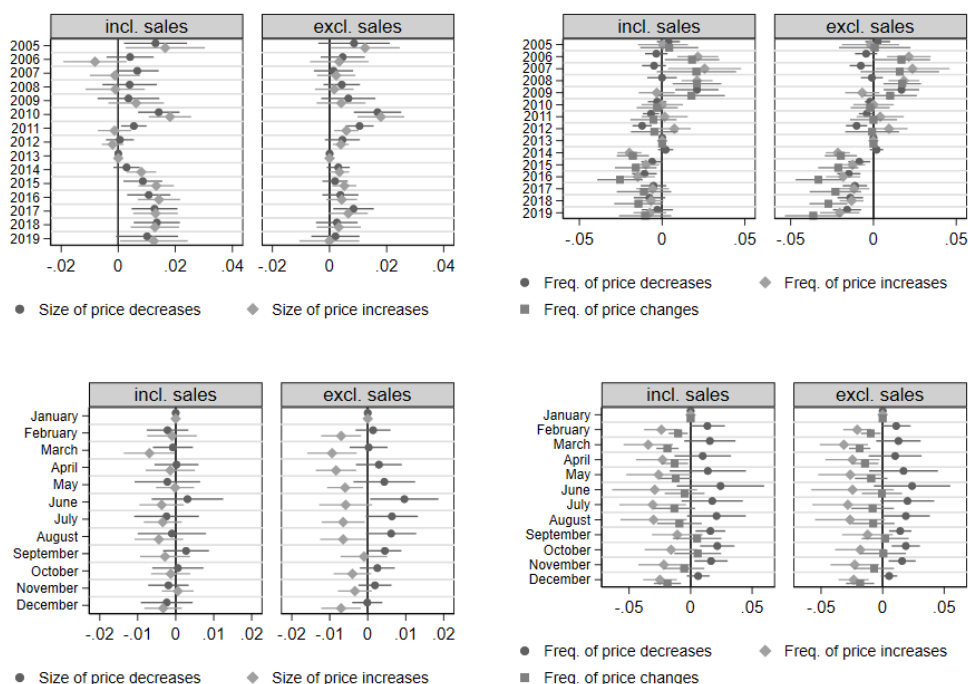 incl. sales
excl. sales
2005
2006
2007
2008
2009
2010
2011
2012
2013
2014
2015
2016
2017
2018
2019
-.02 0 .02 .04 -.02 0 .02 .04
Size of price decreases Size of price increases
incl. sales
excl. sales
2005
2006
2007
2008
2009
2010
2011
2012
2013
2014
2015
2016
2017
2018
2019
-.05 0 .05 -.05 0 .05
Freq. of price decreases Freq. of price increases
Freq. of price changes
incl. sales
excl. sales
January
February
March
April
May
June
July
August
September
October
November
December
-.02 -.01 0 .01 .02 -.02 -.01 0 .01 .02
Size of price decreases Size of price increases
incl. sales
excl. sales
January
February
March
April
May
June
July
August
September
October
November
December
-.05 0 .05 -.05 0 .05
Freq. of price decreases Freq. of price increases
Freq. of price changes